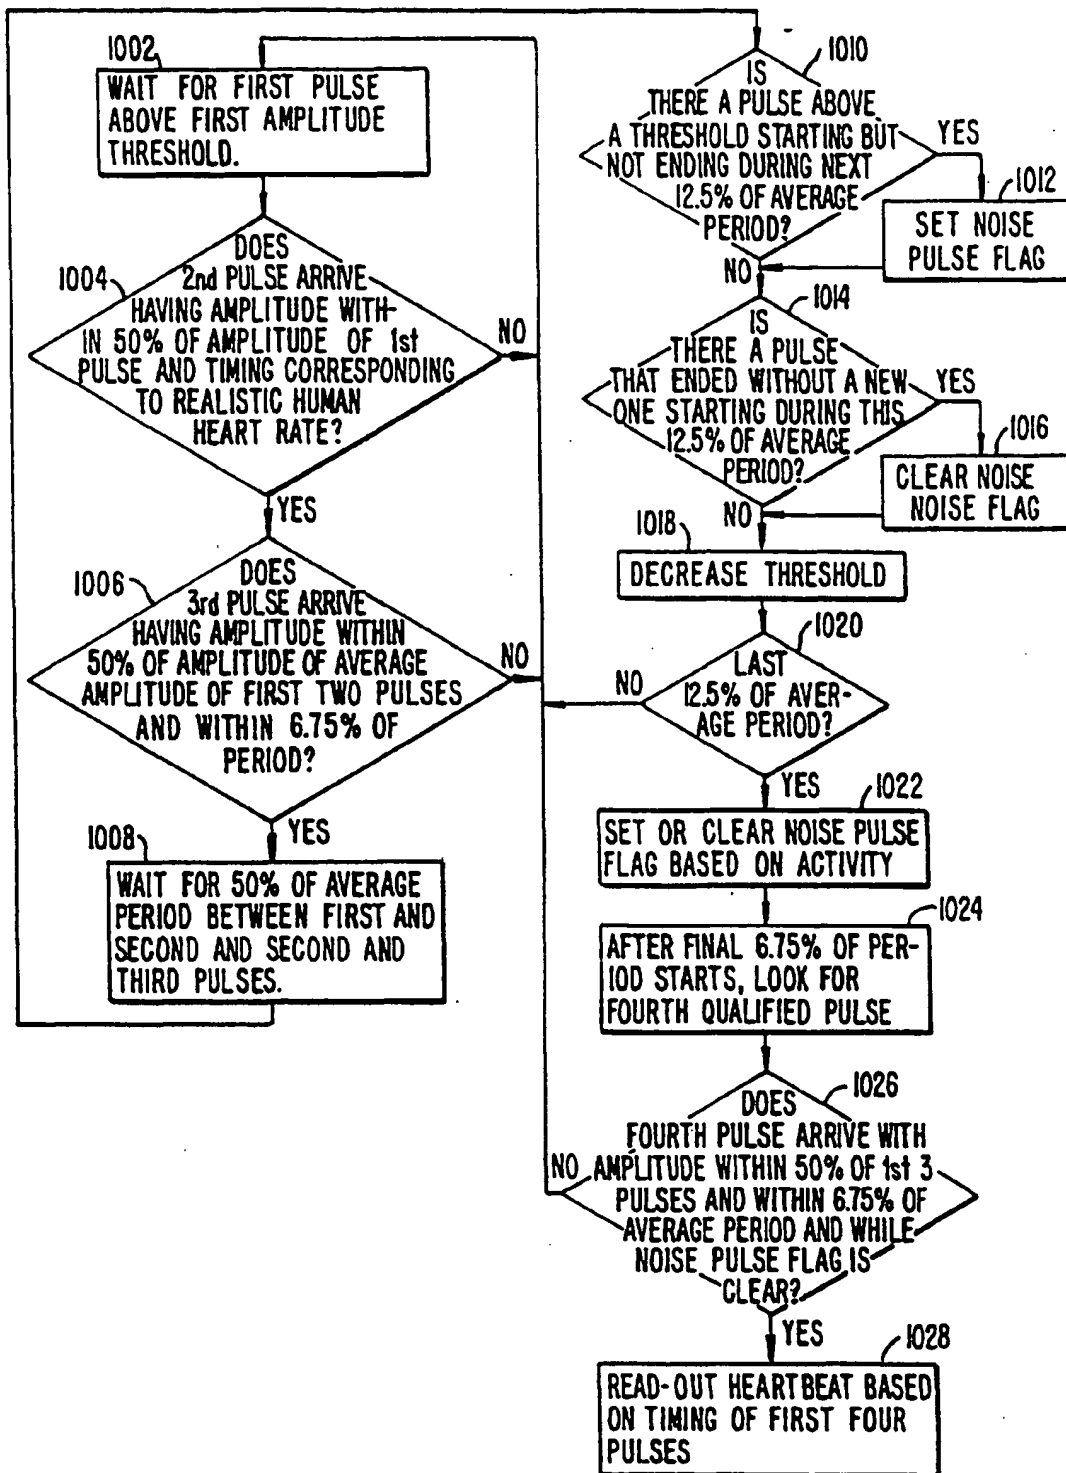 1002
WAIT FOR FIRST PULSE
ABOVE FIRST AMPLITUDE
THRESHOLD.
1004
DOES
2nd PULSE ARRIVE
HAVING AMPLITUDE WITH-
IN 50% OF AMPLITUDE OF 1st
PULSE AND TIMING CORRESPONDING
TO REALISTIC HUMAN
HEART RATE?
NO
YES
1006
DOES
3rd PULSE ARRIVE
HAVING AMPLITUDE WITHIN
50% OF AMPLITUDE OF AVERAGE
AMPLITUDE OF FIRST TWO PULSES
AND WITHIN 6.75% OF
PERIOD?
NO
YES
1008
WAIT FOR 50% OF AVERAGE
PERIOD BETWEEN FIRST AND
SECOND AND SECOND AND
THIRD PULSES.
1010
IS
THERE A PULSE ABOVE
A THRESHOLD STARTING BUT
NOT ENDING DURING NEXT
12.5% OF AVERAGE
PERIOD?
YES
NO
1012
SET NOISE
PULSE FLAG
1014
IS
THERE A PULSE
THAT ENDED WITHOUT A NEW
ONE STARTING DURING THIS
12.5% OF AVERAGE
PERIOD?
YES
NO
1016
CLEAR NOISE
NOISE FLAG
1018
DECREASE THRESHOLD
1020
LAST
12.5% OF AVER-
AGE PERIOD?
NO
YES
1022
SET OR CLEAR NOISE PULSE
FLAG BASED ON ACTIVITY
1024
AFTER FINAL 6.75% OF PER-
IOD STARTS, LOOK FOR
FOURTH QUALIFIED PULSE
1026
DOES
FOURTH PULSE ARRIVE WITH
AMPLITUDE WITHIN 50% OF 1st 3
PULSES AND WITHIN 6.75% OF
AVERAGE PERIOD AND WHILE
NOISE PULSE FLAG IS
CLEAR?
NO
YES
1028
READ-OUT HEARTBEAT BASED
ON TIMING OF FIRST FOUR
PULSES